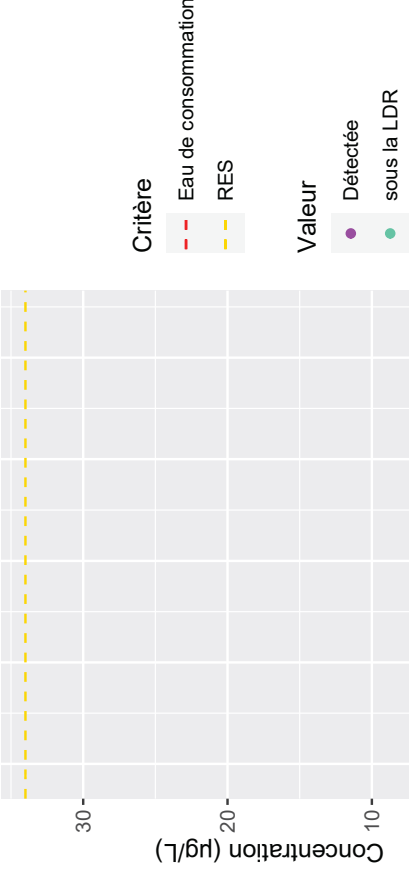 Critère
Eau de consommation
RES
Valeur
Détectée
sous la LDR
30
20
10
Concentration (µg/L)